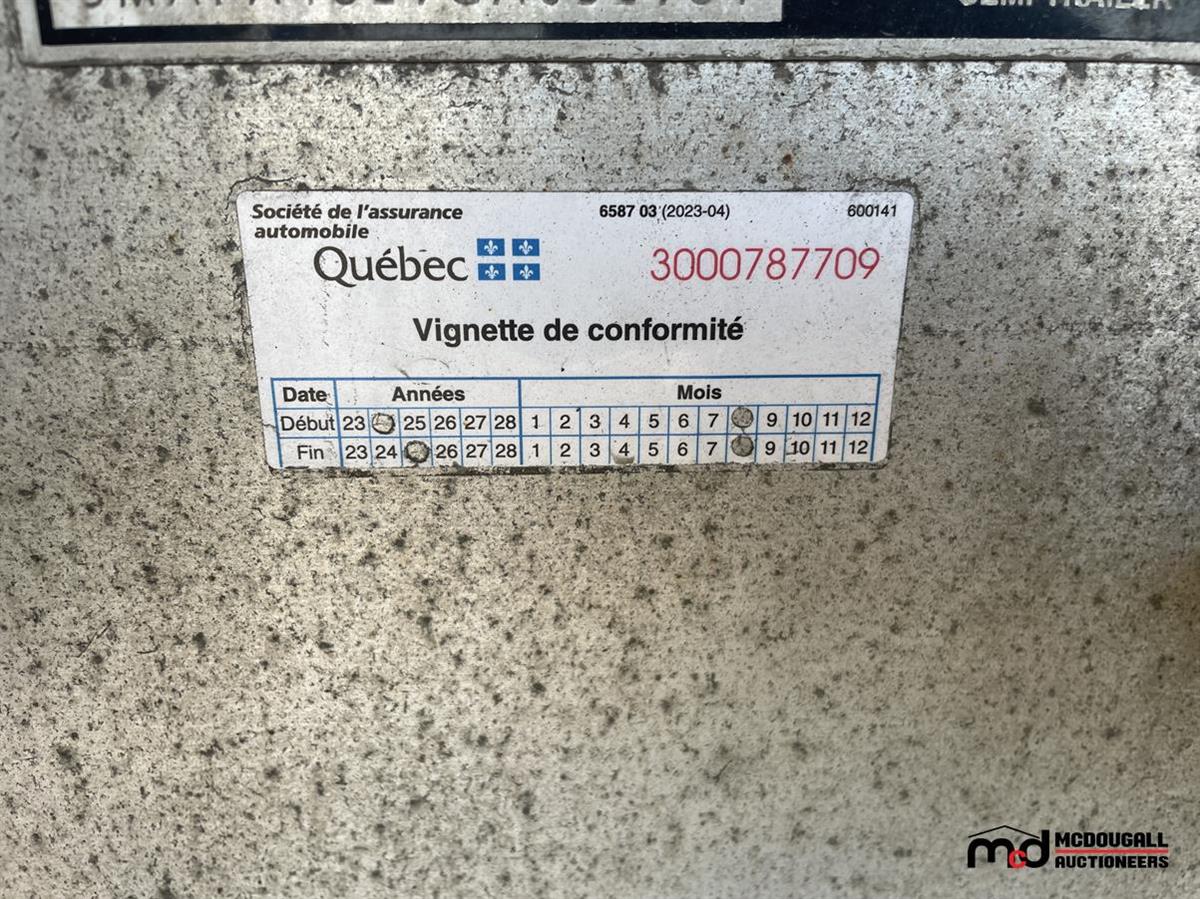 Société de l'assurance
automobile
Québec
6587 03 (2023-04)
600141
3000787709
Vignette de conformité
Date Années Mois
Début 23 25 26 27 28 1 2 3 4 5 6 7 9 10 11 12
Fin 23 24 26 27 28 1 2 3 4 5 6 7 9 10 11 12
mcd MCDOUGALL
AUCTIONEERS